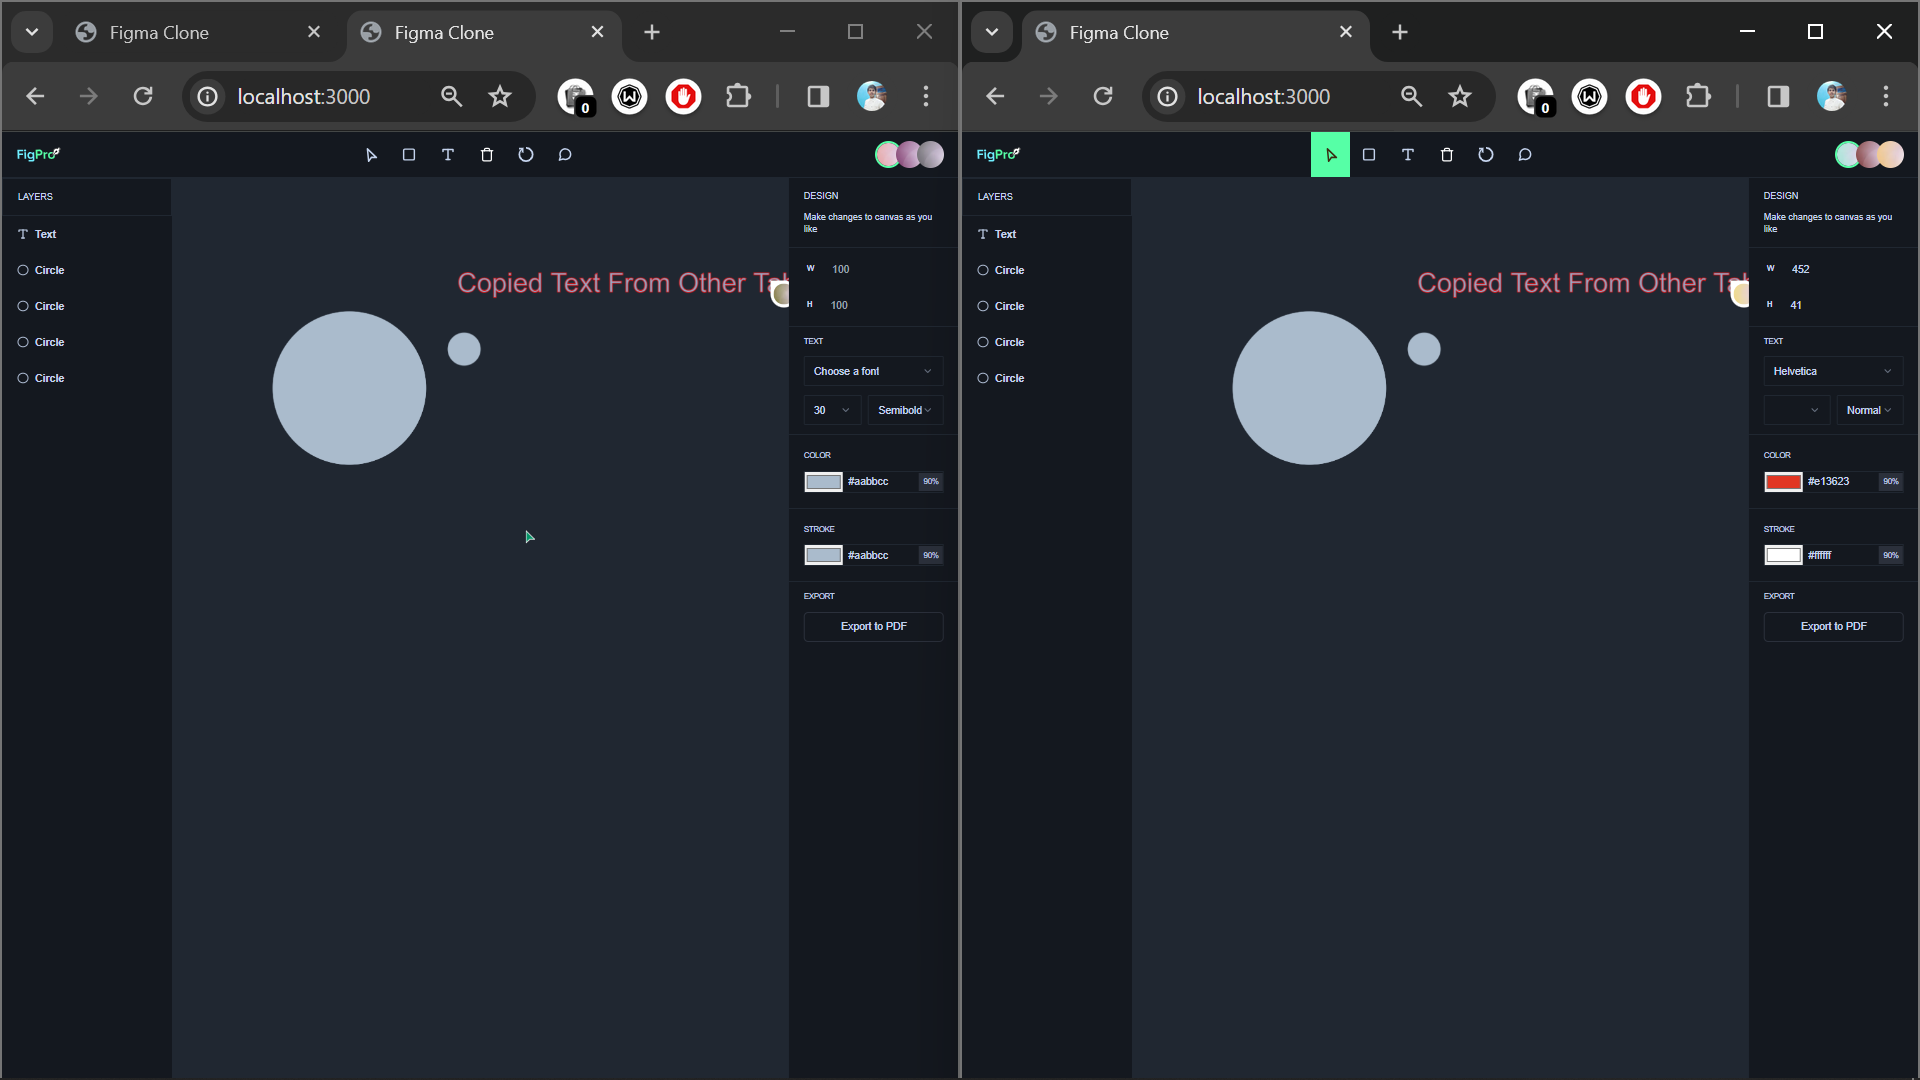 Figma Clone
Figma Clone
localhost:3000
0
FigPro
LAYERS
Text
Circle
Circle
Circle
Circle
Copied Text From Other Ta
DESIGN
Make changes to canvas as you
like
W 100
H 100
TEXT
Choose a font
30
Semibold
COLOR
#aabbcc
90%
STROKE
#aabbcc
90%
EXPORT
Export to PDF
Figma Clone
localhost:3000
0
FigPro
LAYERS
Text
Circle
Circle
Circle
Circle
Copied Text From Other Tab
DESIGN
Make changes to canvas as you
like
W 452
H 41
TEXT
Helvetica
Normal
COLOR
#e13623
90%
STROKE
#ffffff
90%
EXPORT
Export to PDF